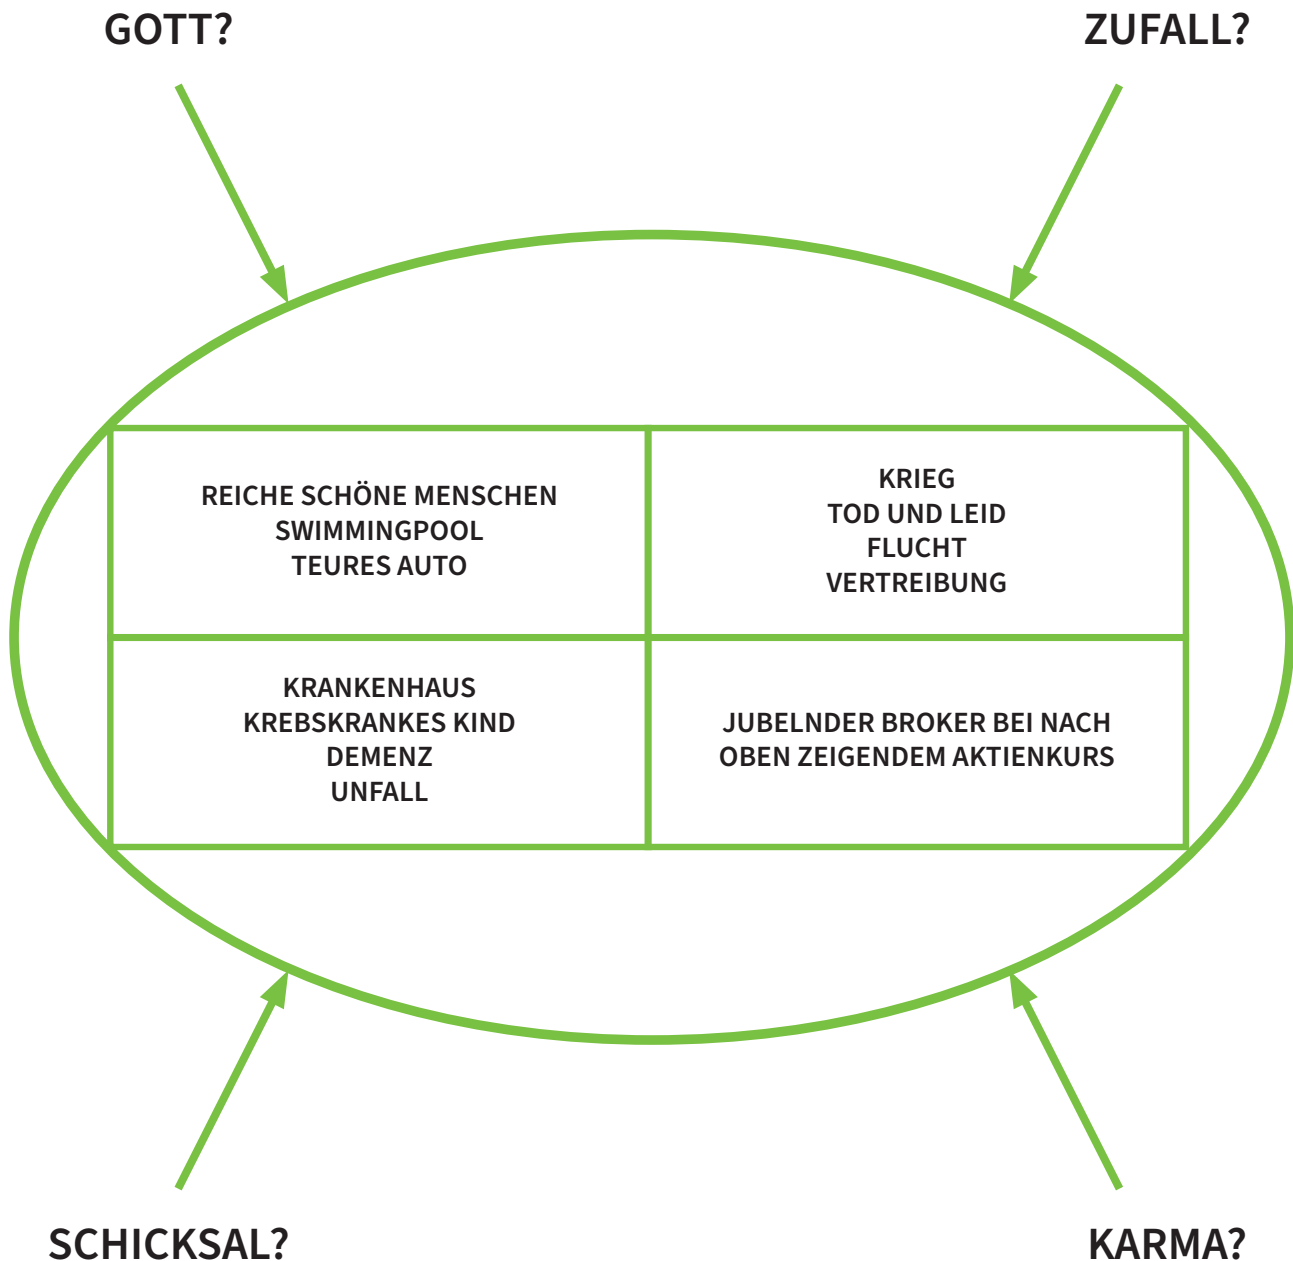 GOTT?
ZUFALL?
REICHE SCHÖNE MENSCHEN
SWIMMINGPOOL
TEURES AUTO
KRIEG
TOD UND LEID
FLUCHT
VERTREIBUNG
KRANKENHAUS
KREBSKRANKES KIND
DEMENZ
UNFALL
JUBELNDER BROKER BEI NACH
OBEN ZEIGENDEM AKTIENKURS
SCHICKSAL?
KARMA?